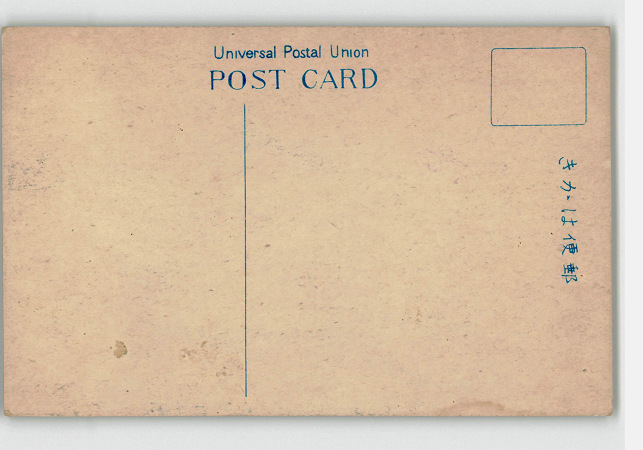 Universal Postal Union
POST CARD
きがは便郵